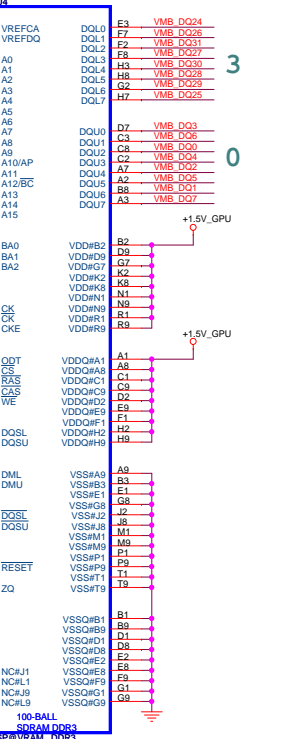 VREFCA DQL0 E3 VMB_DQ24
VREFDQ DQL1 F7 VMB_DQ26
DQL2 F2 VMB_DQ31
A0 DQL3 F8 VMB_DQ27
A1 DQL4 H3 VMB_DQ30 3
A2 DQL5 H8 VMB_DQ28
A3 DQL6 G2 VMB_DQ29
A4 DQL7 H7 VMB_DQ25
A5
A6
A7 DQU0 D7 VMB_DQ3
A8 DQU1 C3 VMB_DQ6
A9 DQU2 C8 VMB_DQ0
A10/AP DQU3 C2 VMB_DQ4 0
A11 DQU4 A7 VMB_DQ2
A12/BC DQU5 A2 VMB_DQ5
A13 DQU6 B8 VMB_DQ1
A14 DQU7 A3 VMB_DQ7
A15
+1.5V_GPU
BA0 VDD#B2 B2
BA1 VDD#D9 D9
BA2 VDD#G7 G7
VDD#K2 K2
VDD#K8 K8
VDD#N1 N1
CK VDD#N9 N9
CK VDD#R1 R1
CKE VDD#R9 R9
+1.5V_GPU
ODT VDDQ#A1 A1
CS VDDQ#A8 A8
RAS VDDQ#C1 C1
CAS VDDQ#C9 C9
WE VDDQ#D2 D2
VDDQ#E9 E9
VDDQ#F1 F1
DQSL VDDQ#H2 H2
DQSU VDDQ#H9 H9
DML VSS#A9 A9
DMU VSS#B3 B3
VSS#E1 E1
VSS#G8 G8
DQSL VSS#J2 J2
DQSU VSS#J8 J8
VSS#M1 M1
VSS#M9 M9
VSS#P1 P1
RESET VSS#P9 P9
VSS#T1 T1
ZQ VSS#T9 T9
VSSQ#B1 B1
VSSQ#B9 B9
VSSQ#D1 D1
VSSQ#D8 D8
VSSQ#E2 E2
NC#J1 VSSQ#E8 E8
NC#L1 VSSQ#F9 F9
NC#J9 VSSQ#G1 G1
NC#L9 VSSQ#G9 G9
100-BALL
SDRAM DDR3
SP@VRAM_DDR3